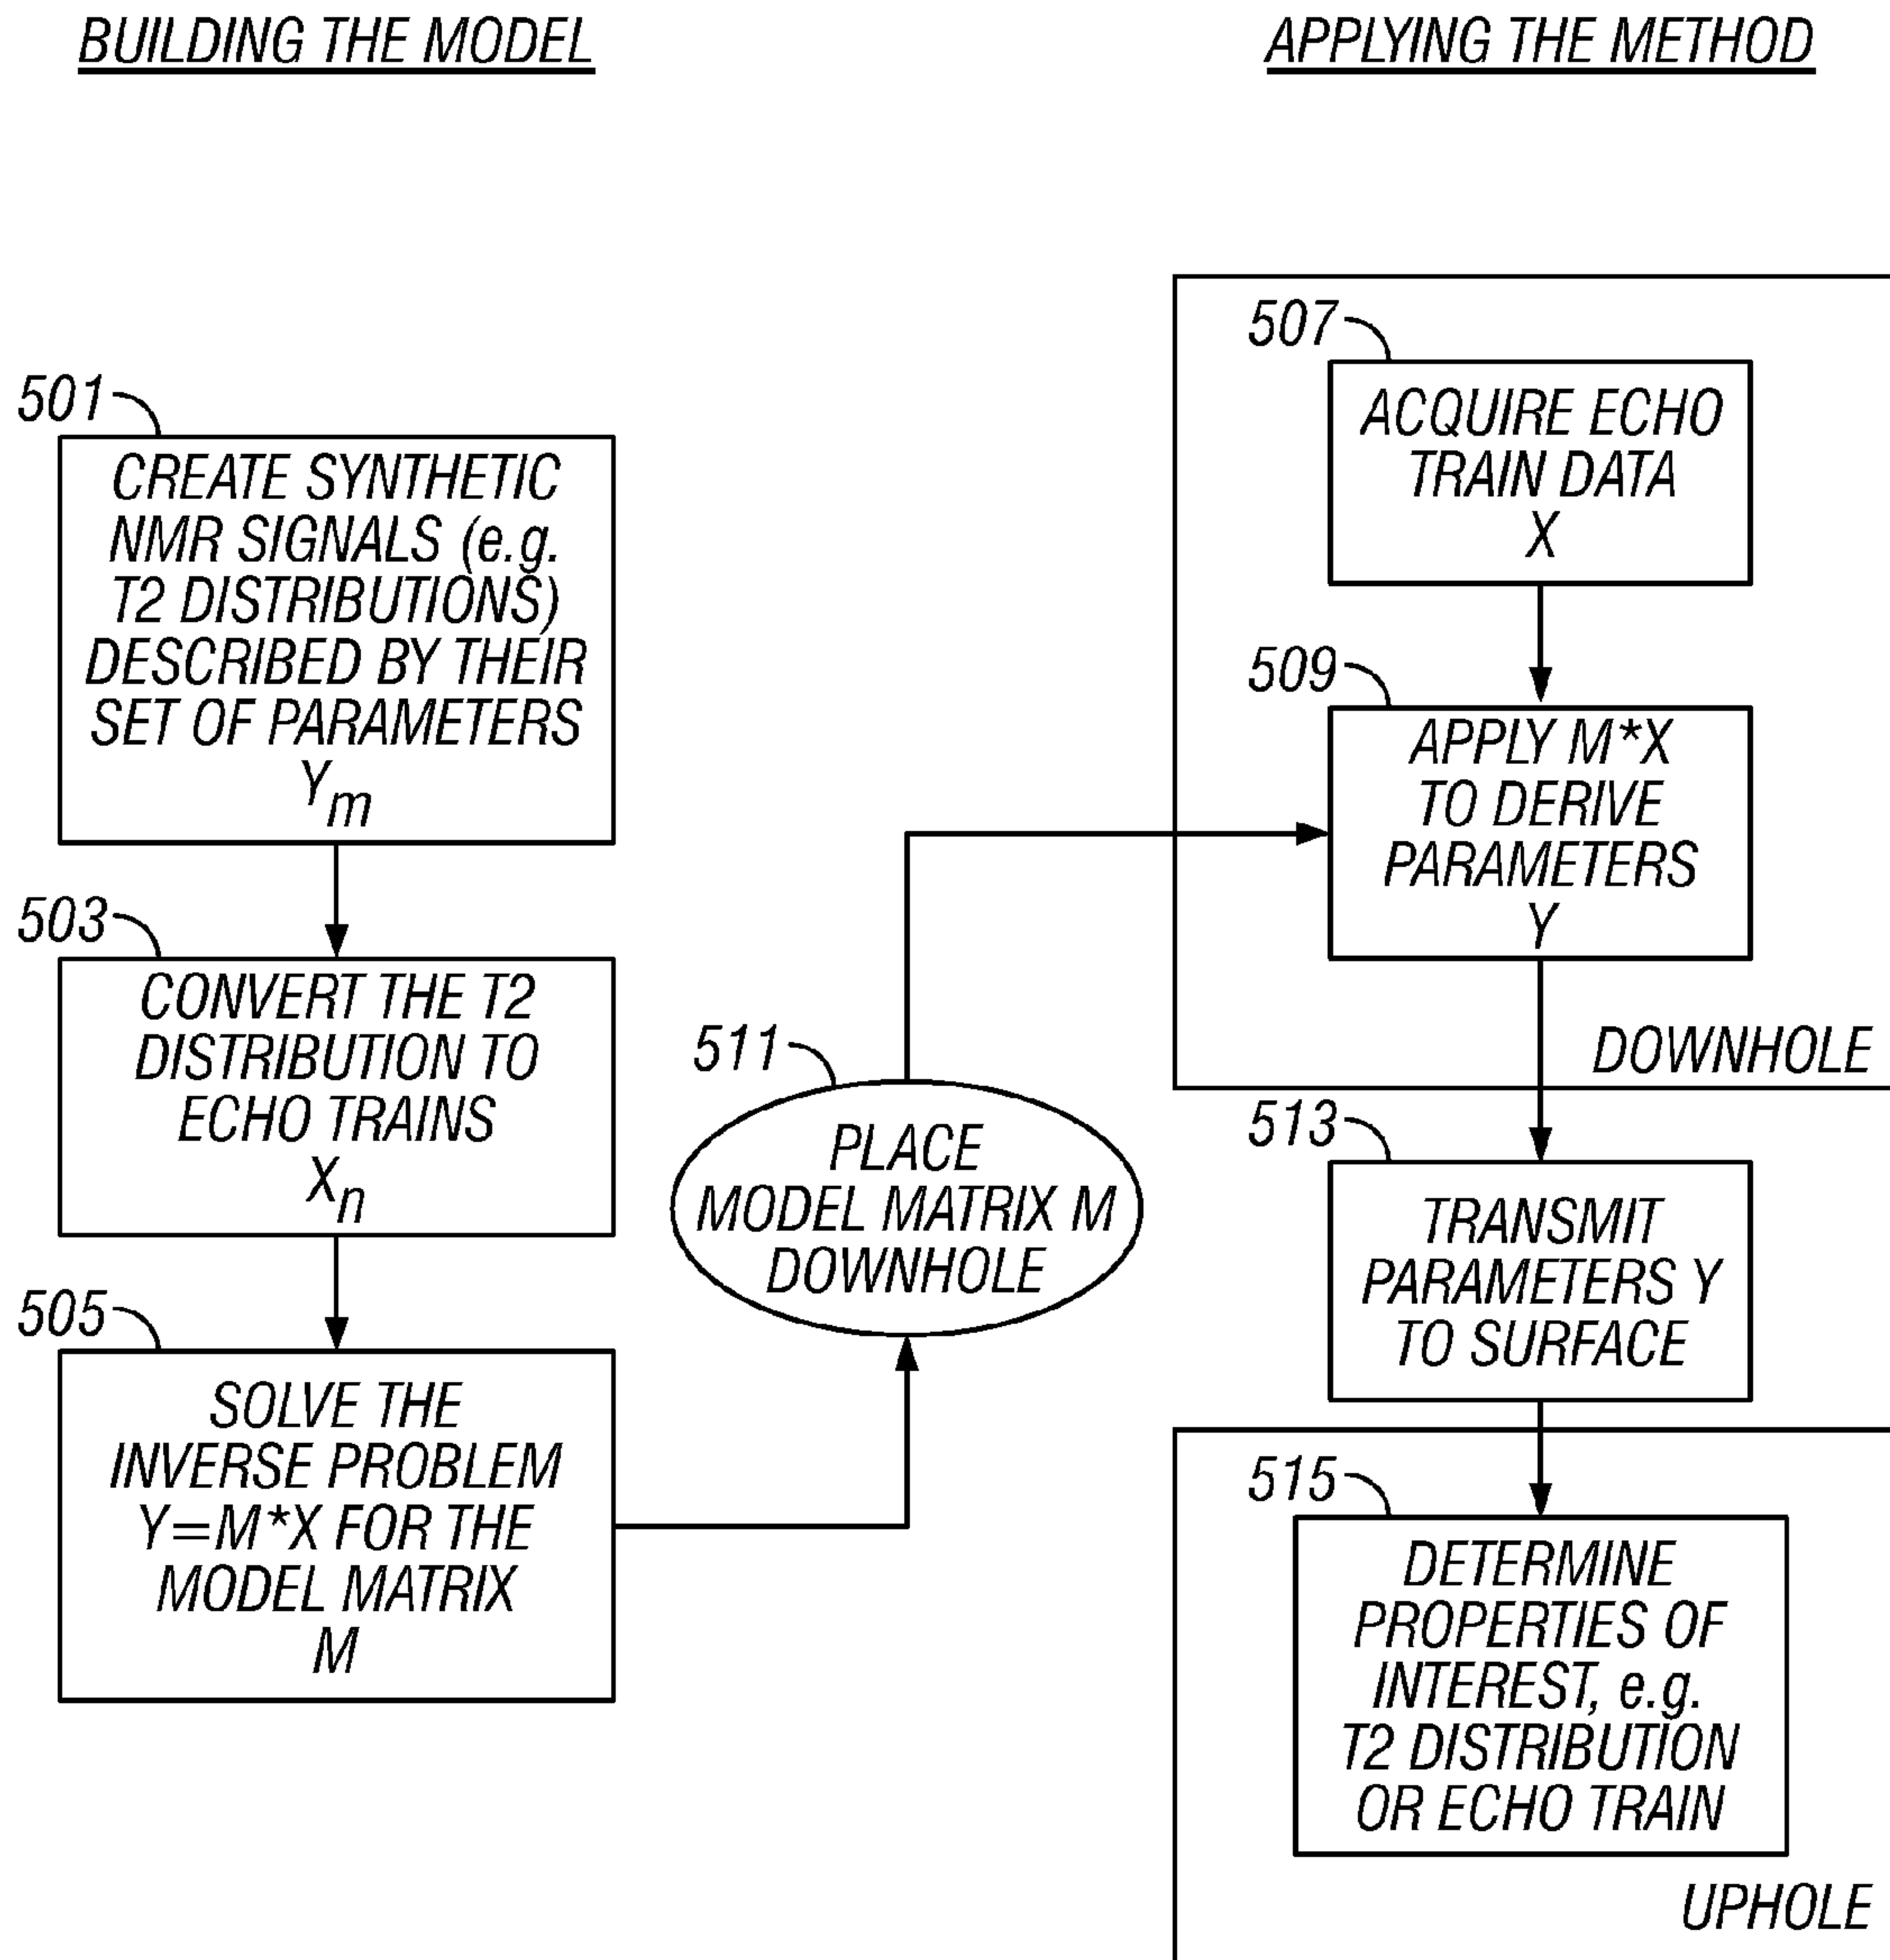 BUILDING THE MODEL
501
CREATE SYNTHETIC
NMR SIGNALS (e.g.
T2 DISTRIBUTIONS)
DESCRIBED BY THEIR
SET OF PARAMETERS
Ym
503
CONVERT THE T2
DISTRIBUTION TO
ECHO TRAINS
Xn
505
SOLVE THE
INVERSE PROBLEM
Y=M*X FOR THE
MODEL MATRIX
M
511
PLACE
MODEL MATRIX M
DOWNHOLE
APPLYING THE METHOD
507
ACQUIRE ECHO
TRAIN DATA
X
509
APPLY M*X
TO DERIVE
PARAMETERS
Y
DOWNHOLE
513
TRANSMIT
PARAMETERS Y
TO SURFACE
515
DETERMINE
PROPERTIES OF
INTEREST, e.g.
T2 DISTRIBUTION
OR ECHO TRAIN
UPHOLE